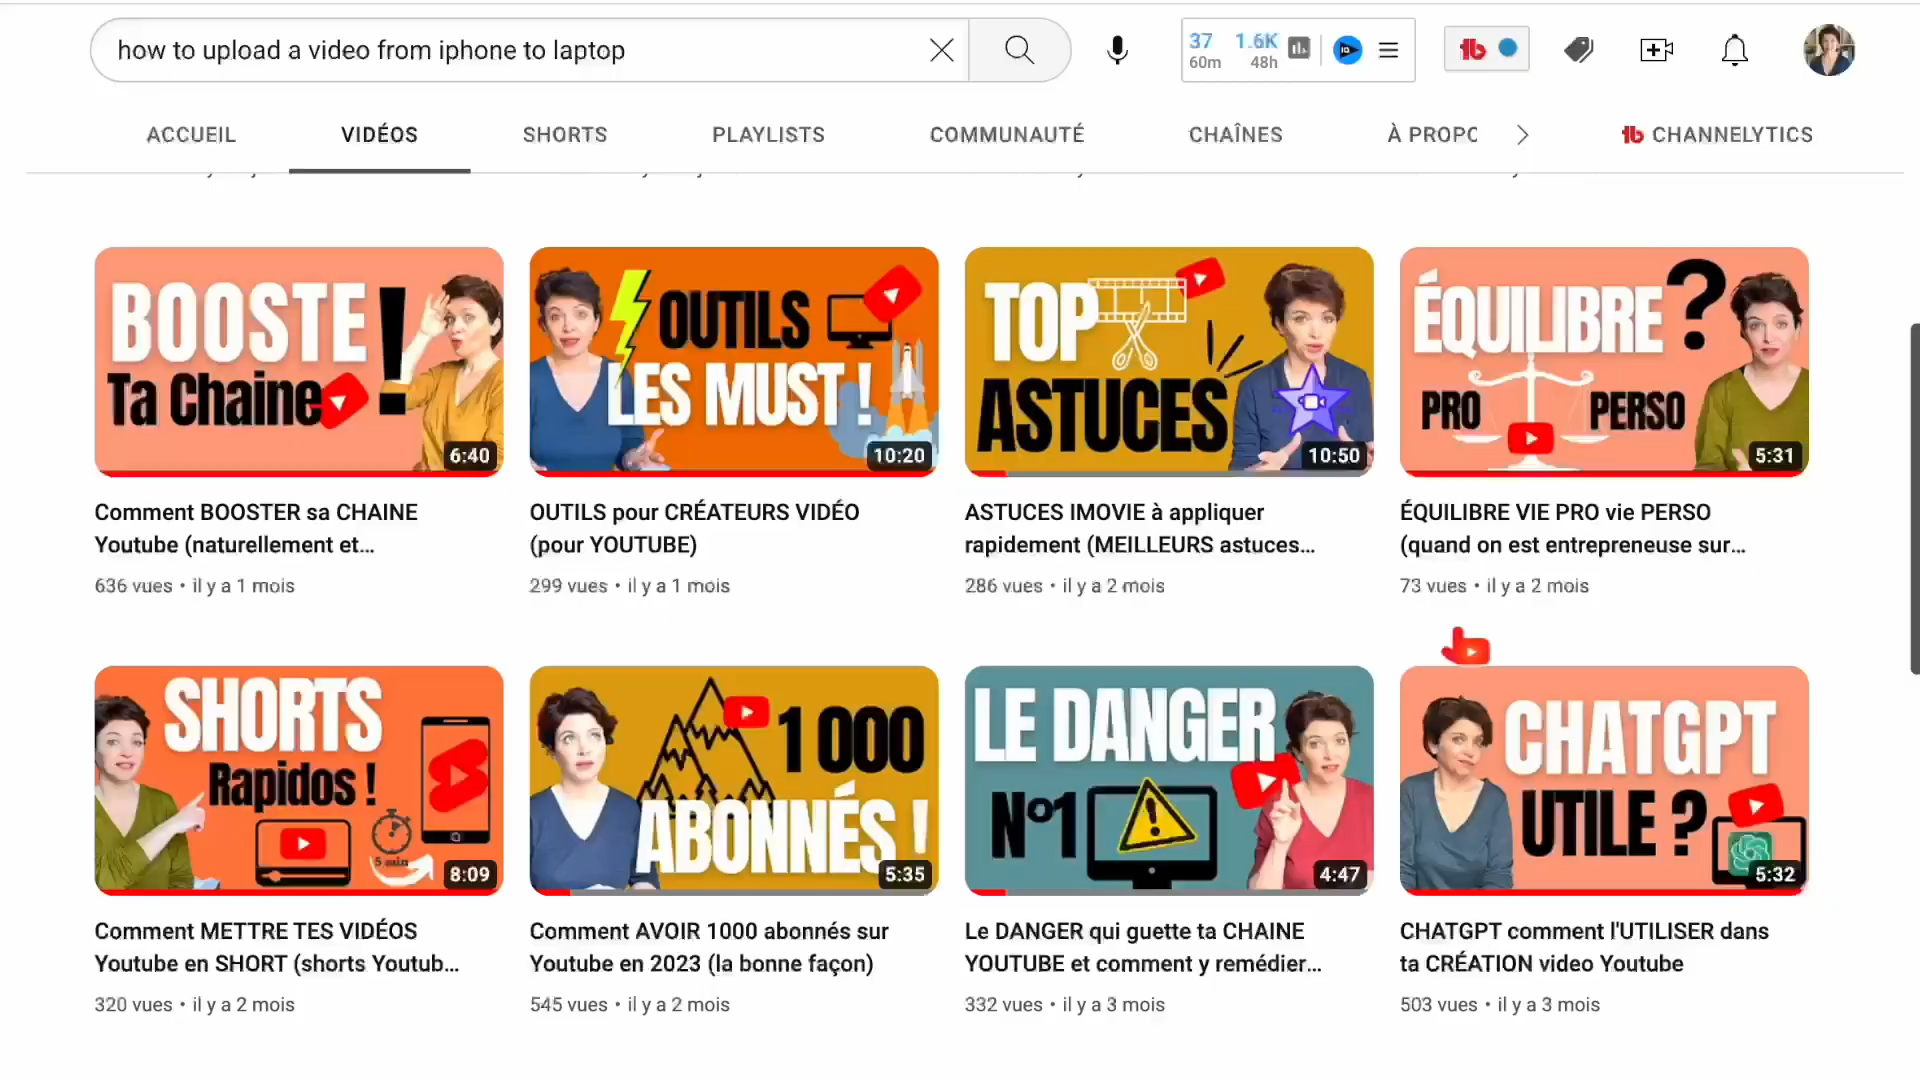 how to upload a video from iphone to laptop
37 1.6K
60m 48h
ACCUEIL VIDÉOS SHORTS PLAYLISTS COMMUNAUTÉ CHAÎNES À PROPO CHANNELYTICS
BOOSTE
Ta Chaine !
6:40
OUTILS
LES MUST !
10:20
TOP
ASTUCES
10:50
ÉQUILIBRE ?
PRO PERSO
5:31
Comment BOOSTER sa CHAINE
Youtube (naturellement et...
636 vues • il y a 1 mois
OUTILS pour CRÉATEURS VIDÉO
(pour YOUTUBE)
299 vues • il y a 1 mois
ASTUCES IMOVIE à appliquer
rapidement (MEILLEURS astuces...
286 vues • il y a 2 mois
ÉQUILIBRE VIE PRO vie PERSO
(quand on est entrepreneuse sur...
73 vues • il y a 2 mois
SHORTS
Rapidos !
5 min
8:09
1 000
ABONNÉS !
5:35
LE DANGER
N°1
4:47
CHATGPT
UTILE ?
5:32
Comment METTRE TES VIDÉOS
Youtube en SHORT (shorts Youtub...
320 vues • il y a 2 mois
Comment AVOIR 1000 abonnés sur
Youtube en 2023 (la bonne façon)
545 vues • il y a 2 mois
Le DANGER qui guette ta CHAINE
YOUTUBE et comment y remédier...
332 vues • il y a 3 mois
CHATGPT comment l'UTILISER dans
ta CRÉATION video Youtube
503 vues • il y a 3 mois